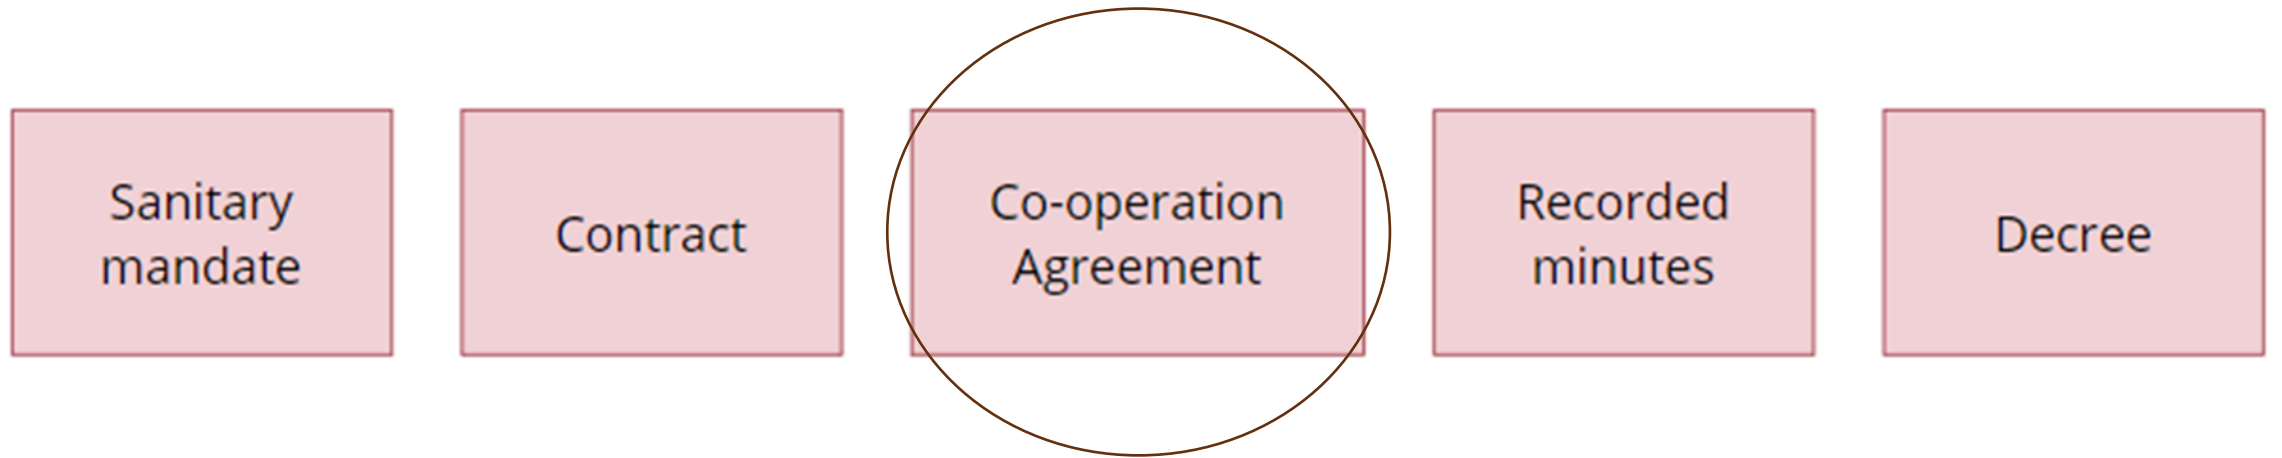 Sanitary
mandate
Contract
Co-operation
Agreement
Recorded
minutes
Decree